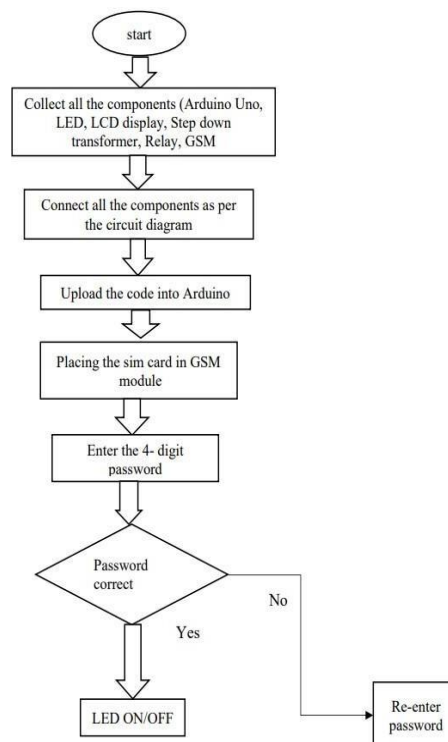 start
Collect all the components (Arduino Uno,
LED, LCD display, Step down
transformer, Relay, GSM
Connect all the components as per
the circuit diagram
Upload the code into Arduino
Placing the sim card in GSM
module
Enter the 4- digit
password
Password
correct
No
Yes
LED ON/OFF
Re-enter
password